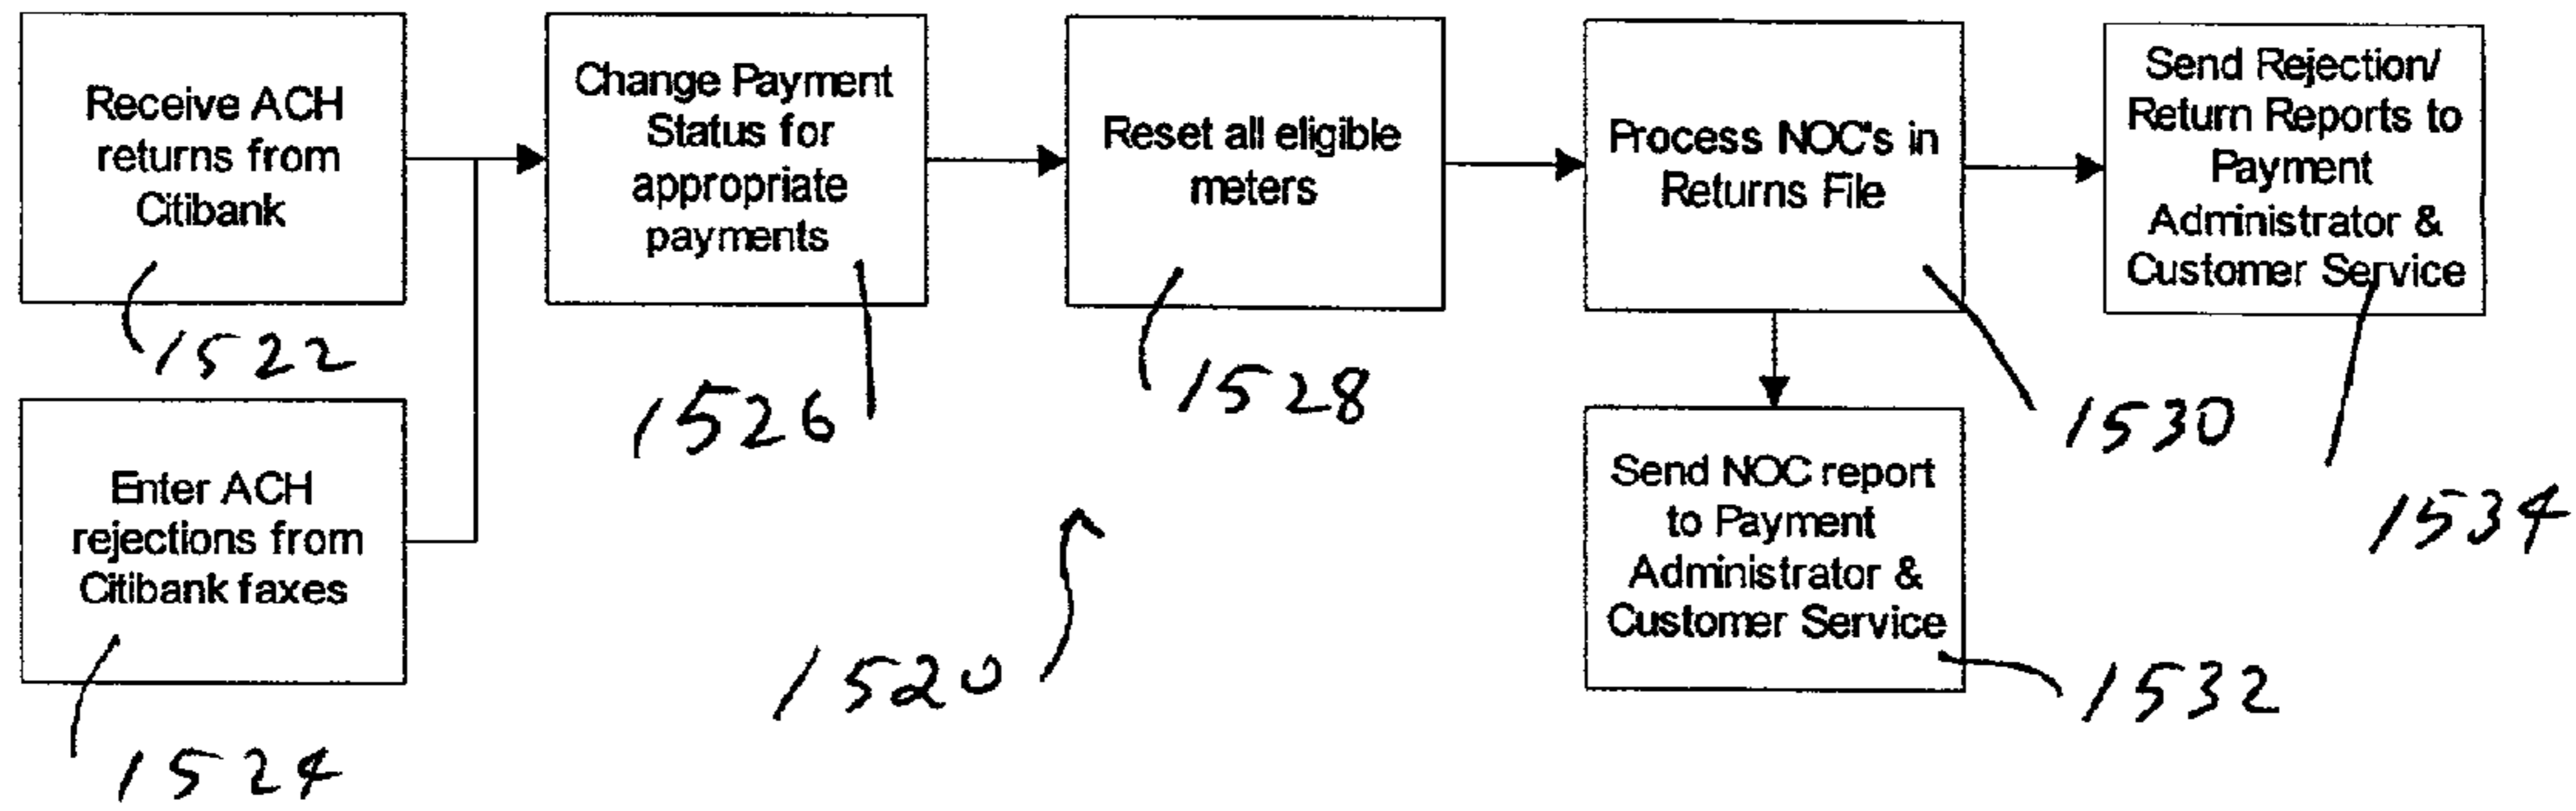 Receive ACH
returns from
Citibank
1522
Enter ACH
rejections from
Citibank faxes
1524
Change Payment
Status for
appropriate
payments
1526
Reset all eligible
meters
1528
1520
Process NOC's in
Returns File
1530
Send NOC report
to Payment
Administrator &
Customer Service
1532
Send Rejection/
Return Reports to
Payment
Administrator &
Customer Service
1534